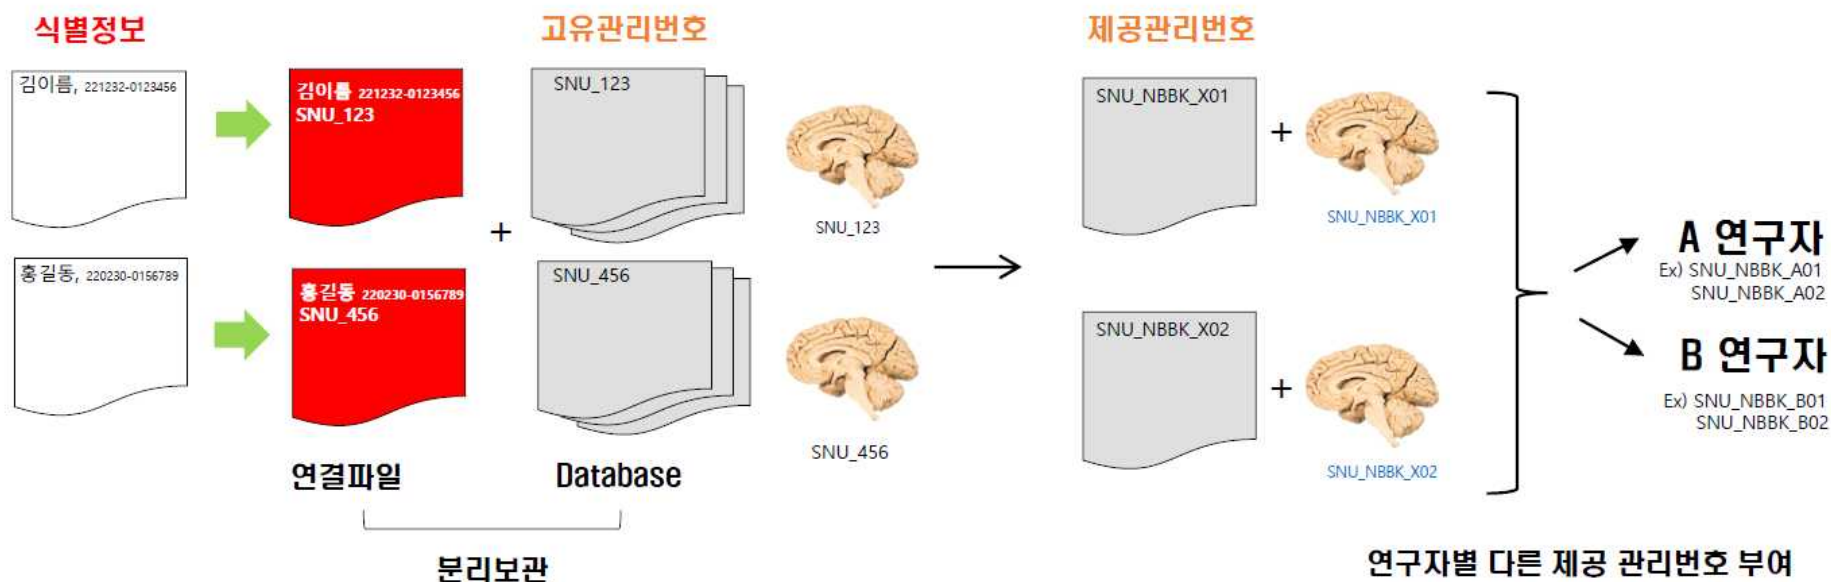 식별정보
고유관리번호
제공관리번호
김이름, 221232-0123456
김이름 221232-0123456
SNU_123
SNU_123
SNU_123
SNU_NBBK_X01
+
SNU_NBBK_X01
+
홍길동, 220230-0156789
홍길동 220230-0156789
SNU_456
SNU_456
SNU_456
SNU_NBBK_X02
+
SNU_NBBK_X02
A 연구자
Ex) SNU_NBBK_A01
SNU_NBBK_A02
B 연구자
Ex) SNU_NBBK_B01
SNU_NBBK_B02
연결파일
Database
분리보관
연구자별 다른 제공 관리번호 부여